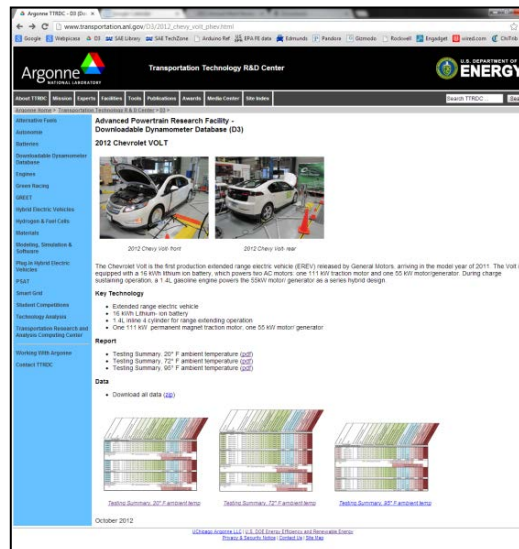 Argonne TTRDC :: (D3) :: D
www.transportation.anl.gov/D3/2012_chevy_volt_phev.html
Google
Webpicasa
D3
SAE Library
SAE TechZone
Arduino Ref
EPA FE data
Edmunds
Pandora
Gizmodo
Rockwell
Engadget
wired.com
Argonne
NATIONAL LABORATORY
Transportation Technology R&D Center
U.S. DEPARTMENT OF
ENERGY
About TTRDC
Mission
Experts
Facilities
Tools
Publications
Awards
Media Center
Site Index
Search TTRDC...
Argonne Home > Transportation Technology R & D Center > D3 >
Alternative Fuels
Autonomie
Batteries
Downloadable Dynamometer
Database
Engines
Green Racing
GREET
Hybrid Electric Vehicles
Hydrogen & Fuel Cells
Materials
Modeling, Simulation &
Software
Plug in Hybrid Electric
Vehicles
PSAT
Smart Grid
Student Competitions
Technology Analysis
Transportation Research and
Analysis Computing Center
Working With Argonne
Contact TTRDC
Advanced Powertrain Research Facility -
Downloadable Dynamometer Database (D3)
2012 Chevrolet VOLT
2012 Chevy Volt- front
2012 Chevy Volt- rear
The Chevrolet Volt is the first production extended range electric vehicle (EREV) released by General Motors, arriving in the model year of 2011. The Volt is
equipped with a 16 kWh lithium ion battery, which powers two AC motors: one 111 kW traction motor and one 55 kW motor/generator. During charge
sustaining operation, a 1.4L gasoline engine powers the 55kW motor/ generator as a series hybrid design.
Key Technology
• Extended range electric vehicle
• 16 kWh Lithium- ion battery
• 1.4L inline 4 cylinder for range extending operation
• One 111 kW permanent magnet traction motor, one 55 kW motor/ generator
Report
• Testing Summary, 20° F ambient temperature (pdf)
• Testing Summary, 72° F ambient temperature (pdf)
• Testing Summary, 95° F ambient temperature (pdf)
Data
• Download all data (zip)
Testing Summary, 20° F ambient temp
Testing Summary, 72° F ambient temp
Testing Summary, 95° F ambient temp
October 2012
UChicago Argonne LLC | U.S. DOE Energy Efficiency and Renewable Energy
Privacy & Security Notice | Contact Us | Site Map